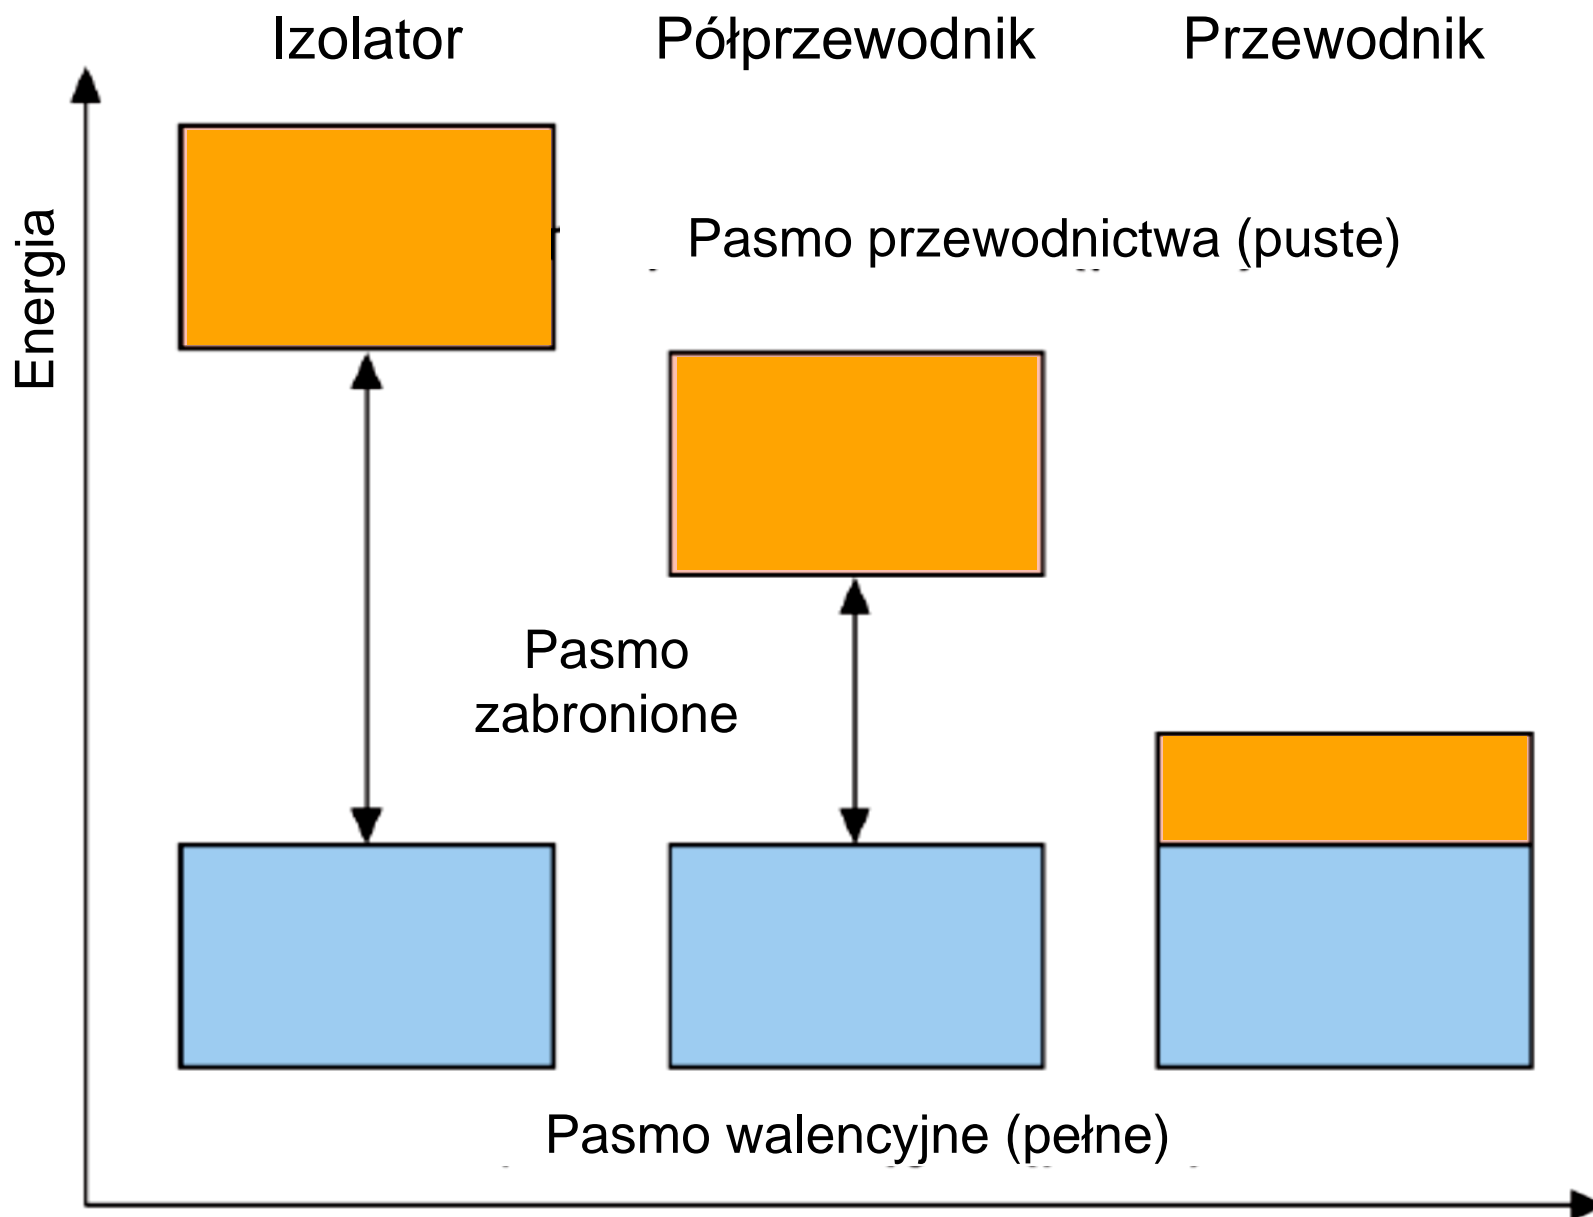 Izolator Półprzewodnik Przewodnik
Energia
Pasmo przewodnictwa (puste)
Pasmo
zabronione
Pasmo walencyjne (pełne)